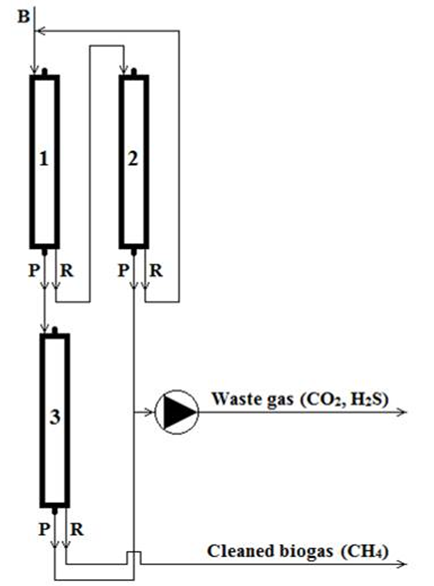 B
1
2
P R
P R
3
Waste gas (CO₂, H₂S)
P R
Cleaned biogas (CH₄)